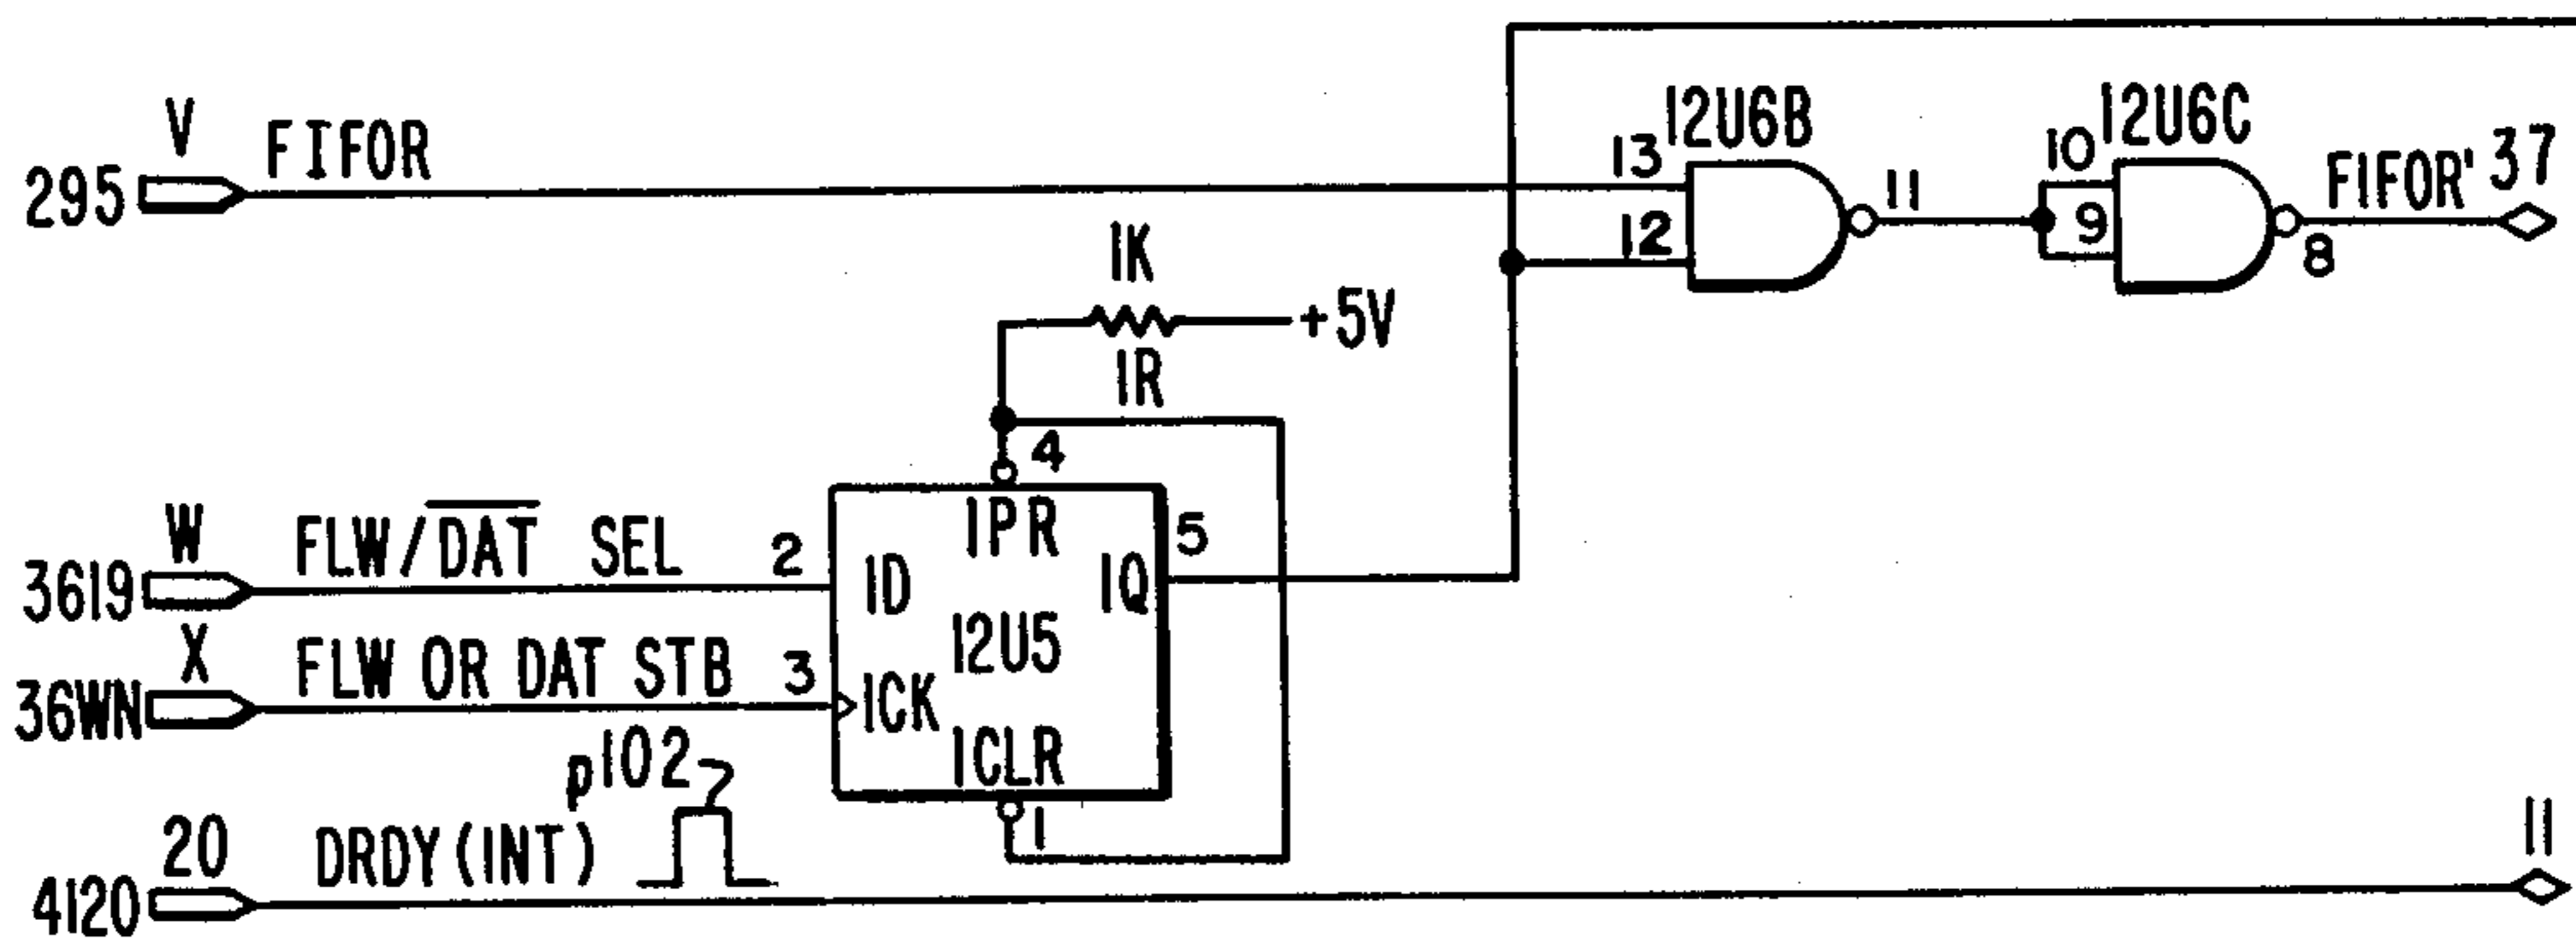 V
295
FIFOR
13
12U6B
12
11
10
9
12U6C
8
FIFOR' 37
1K
+5V
1R
4
W
3619
FLW/DAT SEL
2
1D
1PR
1Q
5
12U5
X
36WN
FLW OR DAT STB
3
1CK
1CLR
1
p102
20
4120
DRDY(INT)
11